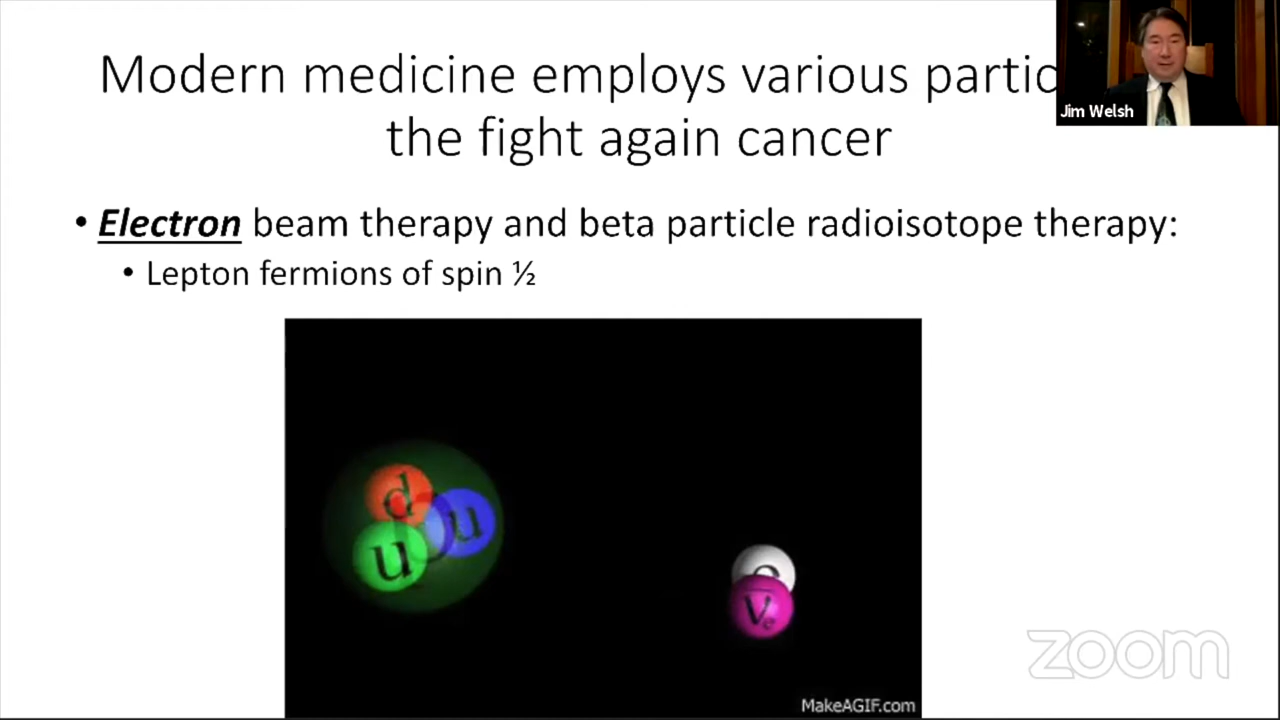 Modern medicine employs various partic
the fight again cancer
Jim Welsh
• Electron beam therapy and beta particle radioisotope therapy:
• Lepton fermions of spin ½
d
u
u
e
ν̅e
zoom
MakeAGIF.com